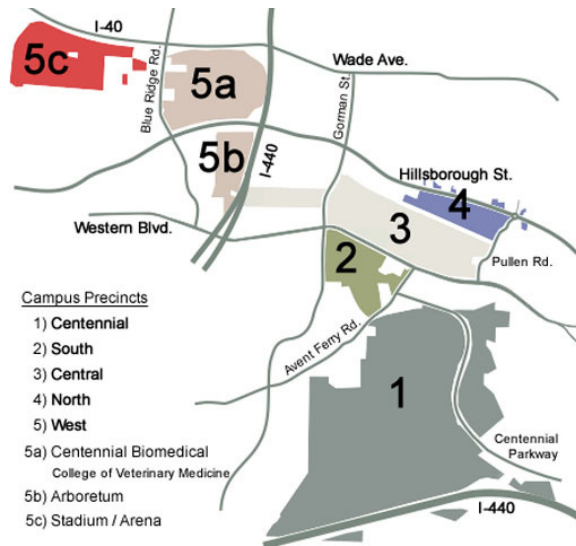 I-40
5c
Blue Ridge Rd.
5a
Wade Ave.
Gorman St.
5b
I-440
Hillsborough St.
4
Western Blvd.
3
2
Pullen Rd.
Campus Precincts
1) Centennial
2) South
3) Central
4) North
5) West
5a) Centennial Biomedical
College of Veterinary Medicine
5b) Arboretum
5c) Stadium / Arena
Avent Ferry Rd.
1
Centennial
Parkway
I-440